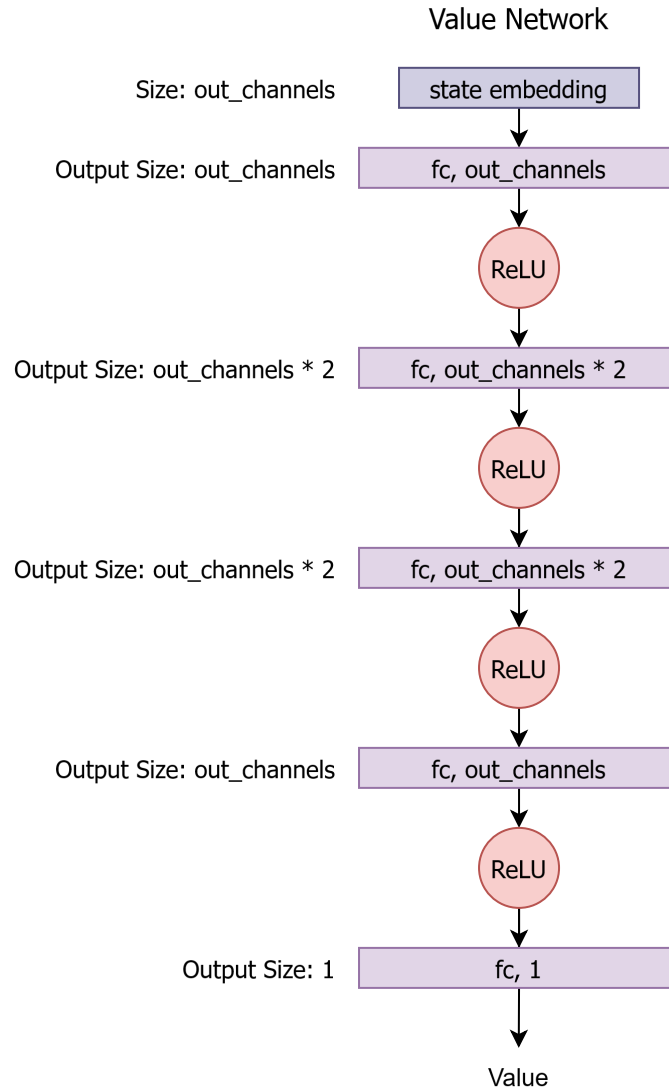 Value Network
Size: out_channels
state embedding
Output Size: out_channels
fc, out_channels
ReLU
Output Size: out_channels * 2
fc, out_channels * 2
ReLU
Output Size: out_channels * 2
fc, out_channels * 2
ReLU
Output Size: out_channels
fc, out_channels
ReLU
Output Size: 1
fc, 1
Value